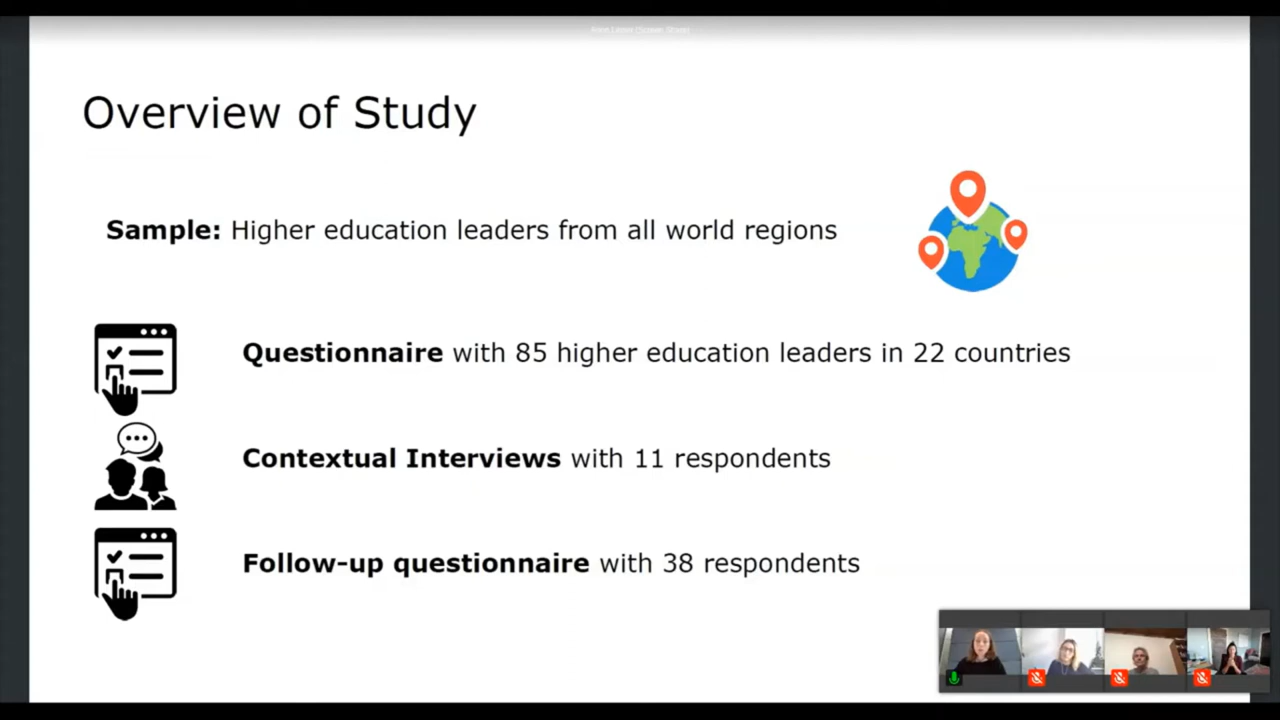 Overview of Study
Sample: Higher education leaders from all world regions
Questionnaire with 85 higher education leaders in 22 countries
Contextual Interviews with 11 respondents
Follow-up questionnaire with 38 respondents